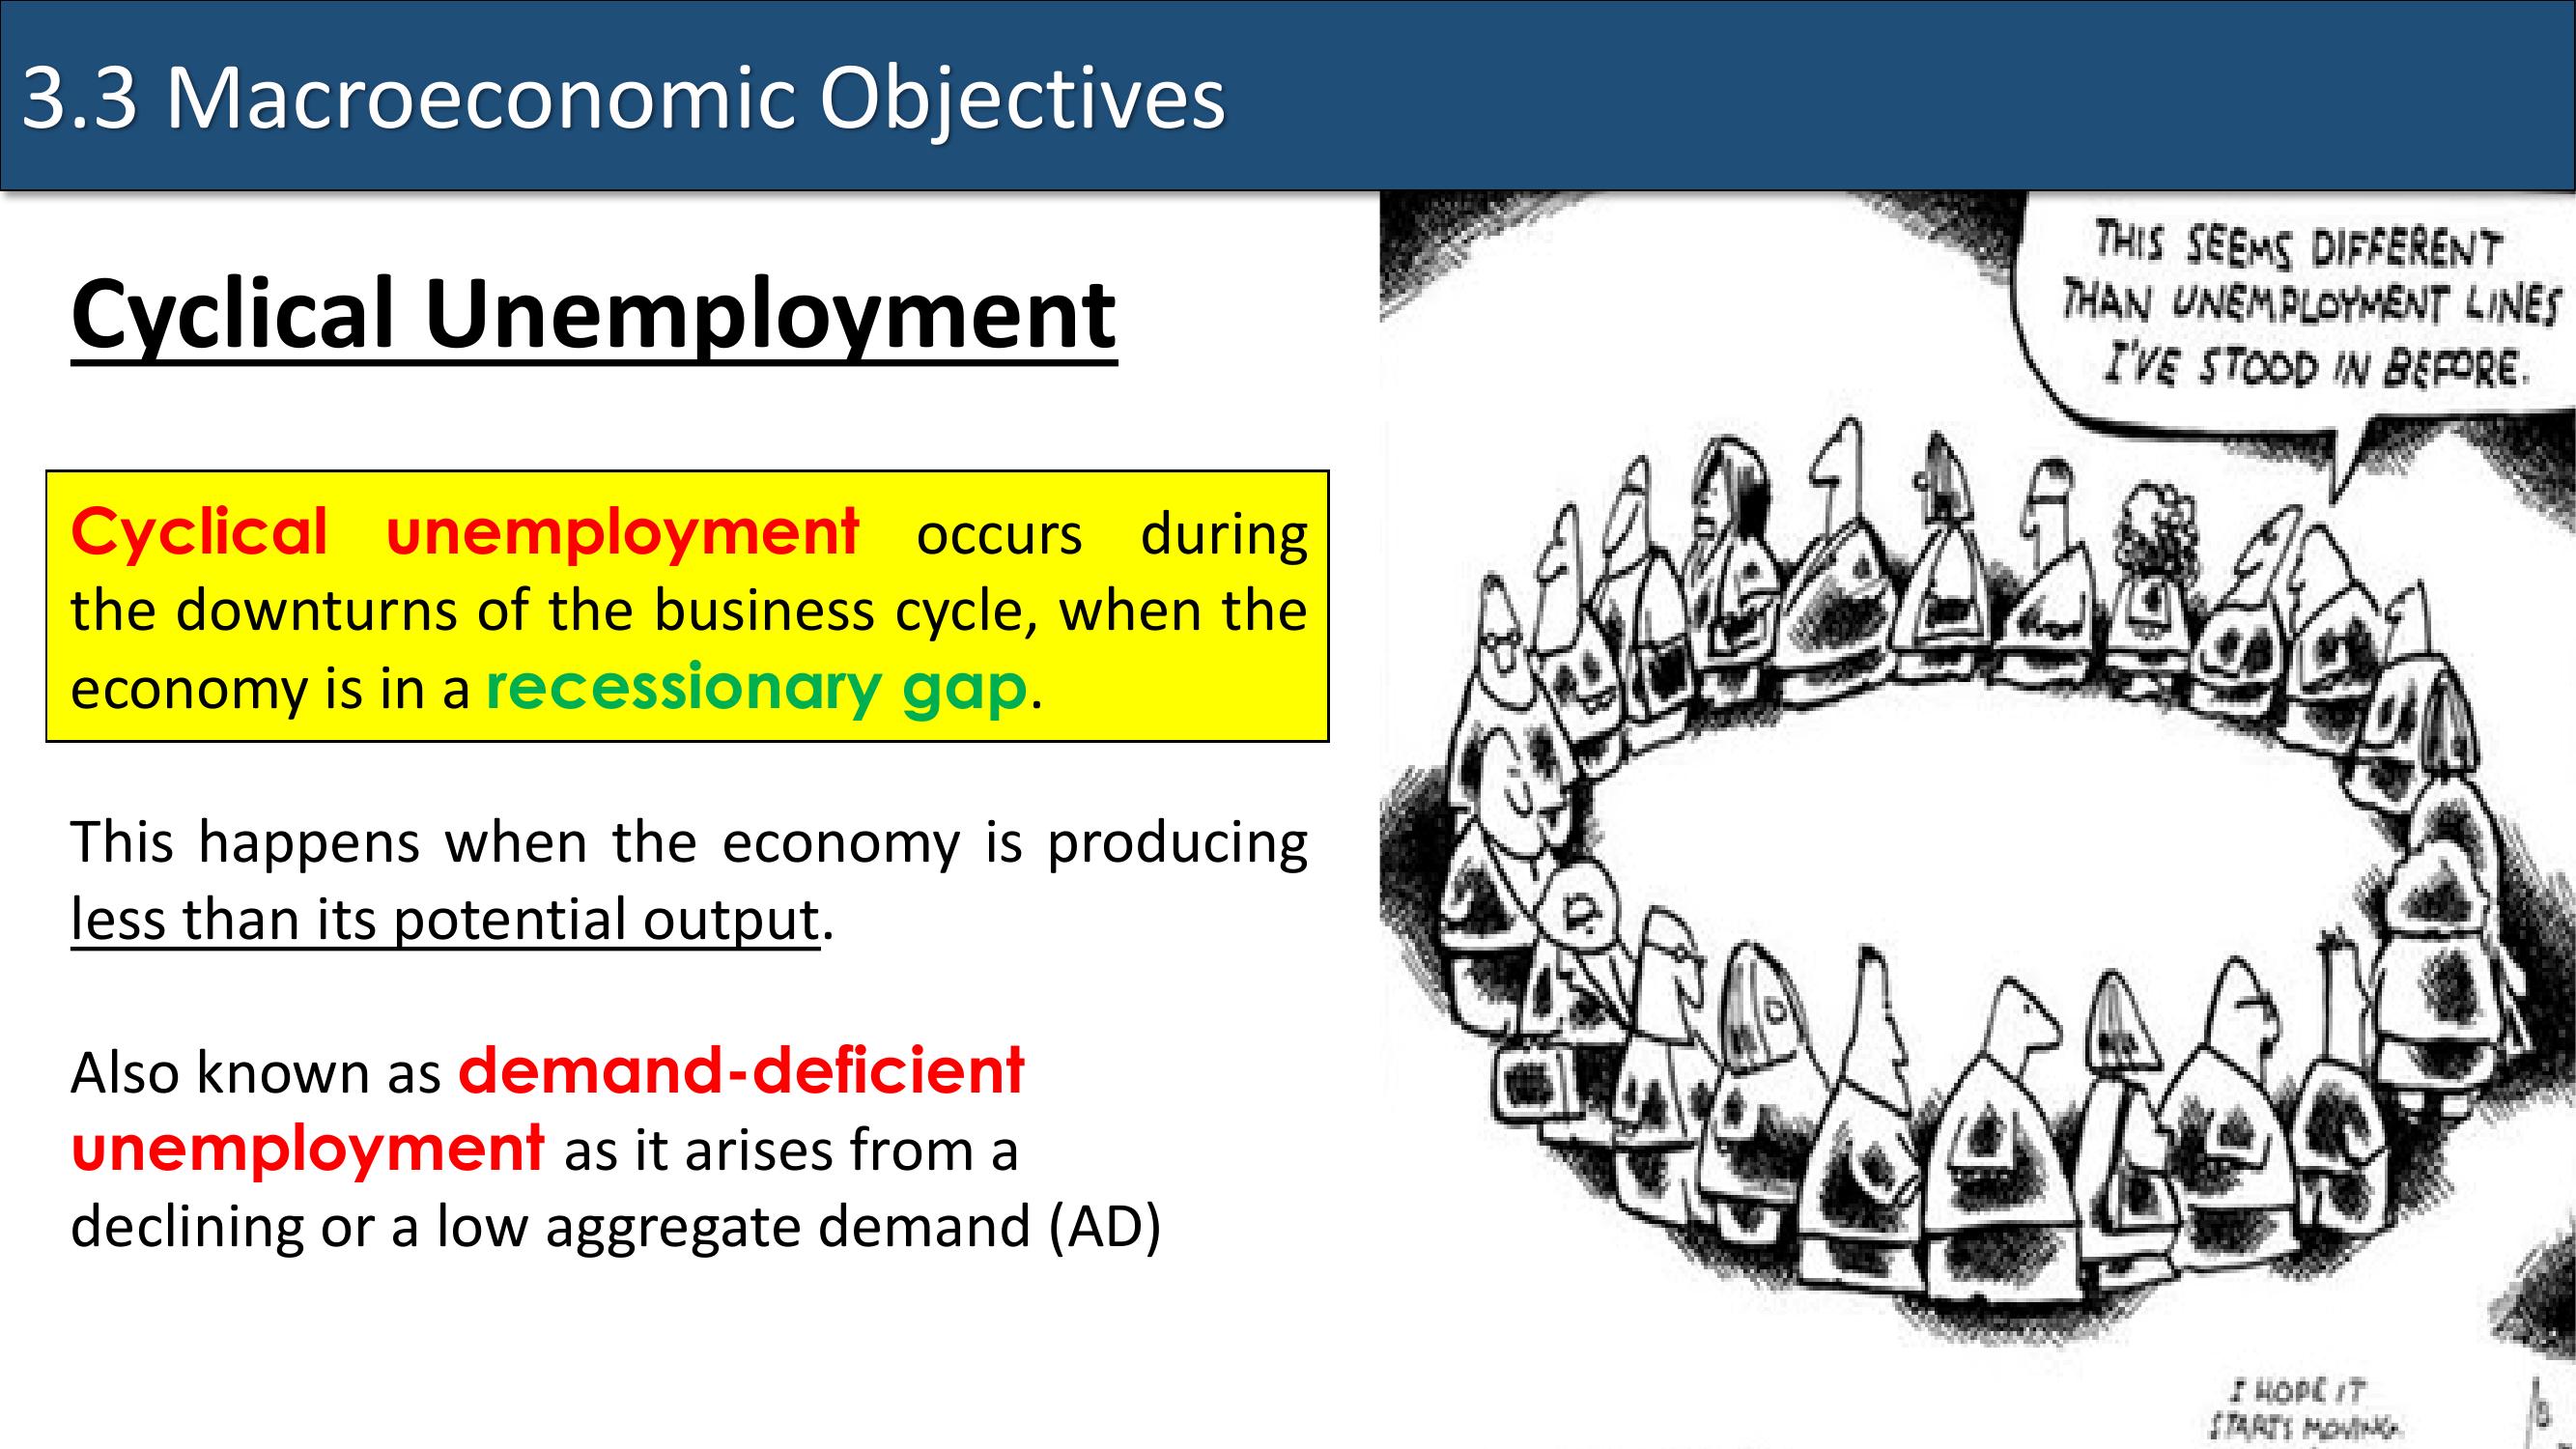 3.3 Macroeconomic Objectives
Cyclical Unemployment
Cyclical unemployment occurs during
the downturns of the business cycle, when the
economy is in a recessionary gap.
This happens when the economy is producing
less than its potential output.
Also known as demand-deficient
unemployment as it arises from a
declining or a low aggregate demand (AD)
THIS SEEMS DIFFERENT
THAN UNEMPLOYMENT LINES
I'VE STOOD IN BEFORE.
I HOPE IT
STARTS MOVING